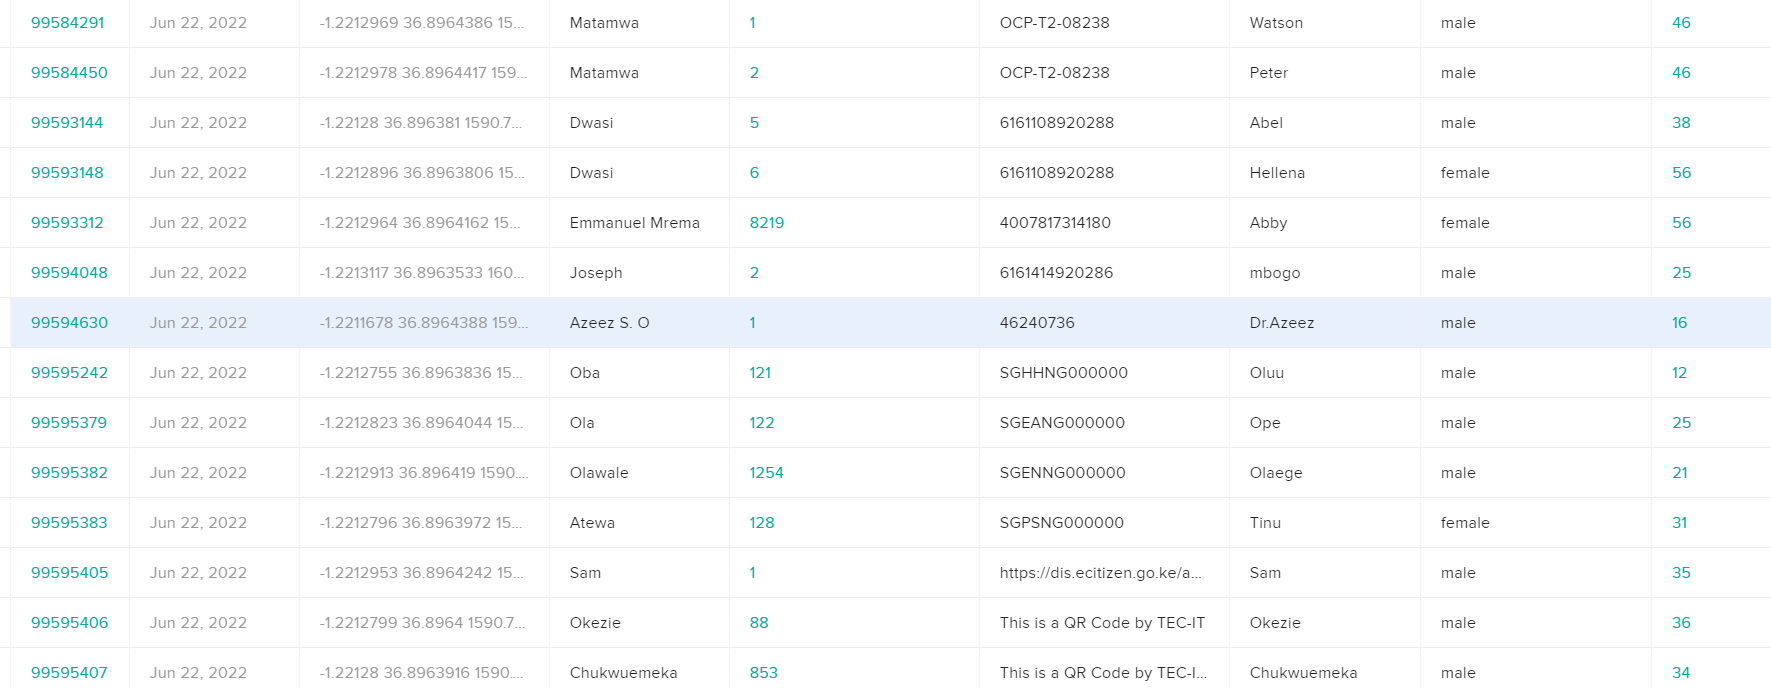 99584291 Jun 22, 2022 -1.2212969 36.8964386 15... Matamwa 1 OCP-T2-08238 Watson male 46
99584450 Jun 22, 2022 -1.2212978 36.8964417 159... Matamwa 2 OCP-T2-08238 Peter male 46
99593144 Jun 22, 2022 -1.22128 36.896381 1590.7... Dwasi 5 6161108920288 Abel male 38
99593148 Jun 22, 2022 -1.2212896 36.8963806 15... Dwasi 6 6161108920288 Hellena female 56
99593312 Jun 22, 2022 -1.2212964 36.8964162 15... Emmanuel Mrema 8219 4007817314180 Abby female 56
99594048 Jun 22, 2022 -1.2213117 36.8963533 160... Joseph 2 6161414920286 mbogo male 25
99594630 Jun 22, 2022 -1.2211678 36.8964388 159... Azeez S. O 1 46240736 Dr.Azeez male 16
99595242 Jun 22, 2022 -1.2212755 36.8963836 15... Oba 121 SGHHNG000000 Oluu male 12
99595379 Jun 22, 2022 -1.2212823 36.8964044 15... Ola 122 SGEANG000000 Ope male 25
99595382 Jun 22, 2022 -1.2212913 36.896419 1590.... Olawale 1254 SGENNG000000 Olaege male 21
99595383 Jun 22, 2022 -1.2212796 36.8963972 15... Atewa 128 SGPSNG000000 Tinu female 31
99595405 Jun 22, 2022 -1.2212953 36.8964242 15... Sam 1 https://dis.ecitizen.go.ke/a... Sam male 35
99595406 Jun 22, 2022 -1.2212799 36.8964 1590.7... Okezie 88 This is a QR Code by TEC-IT Okezie male 36
99595407 Jun 22, 2022 -1.22128 36.8963916 1590.... Chukwuemeka 853 This is a QR Code by TEC-I... Chukwuemeka male 34